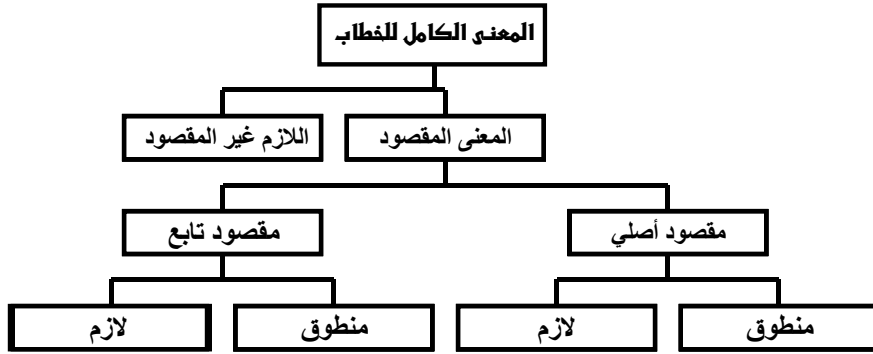 المعنى الكامل للخطاب
المعنى المقصود
اللازم غير المقصود
مقصود أصلي
مقصود تابع
منطوق
لازم
منطوق
لازم